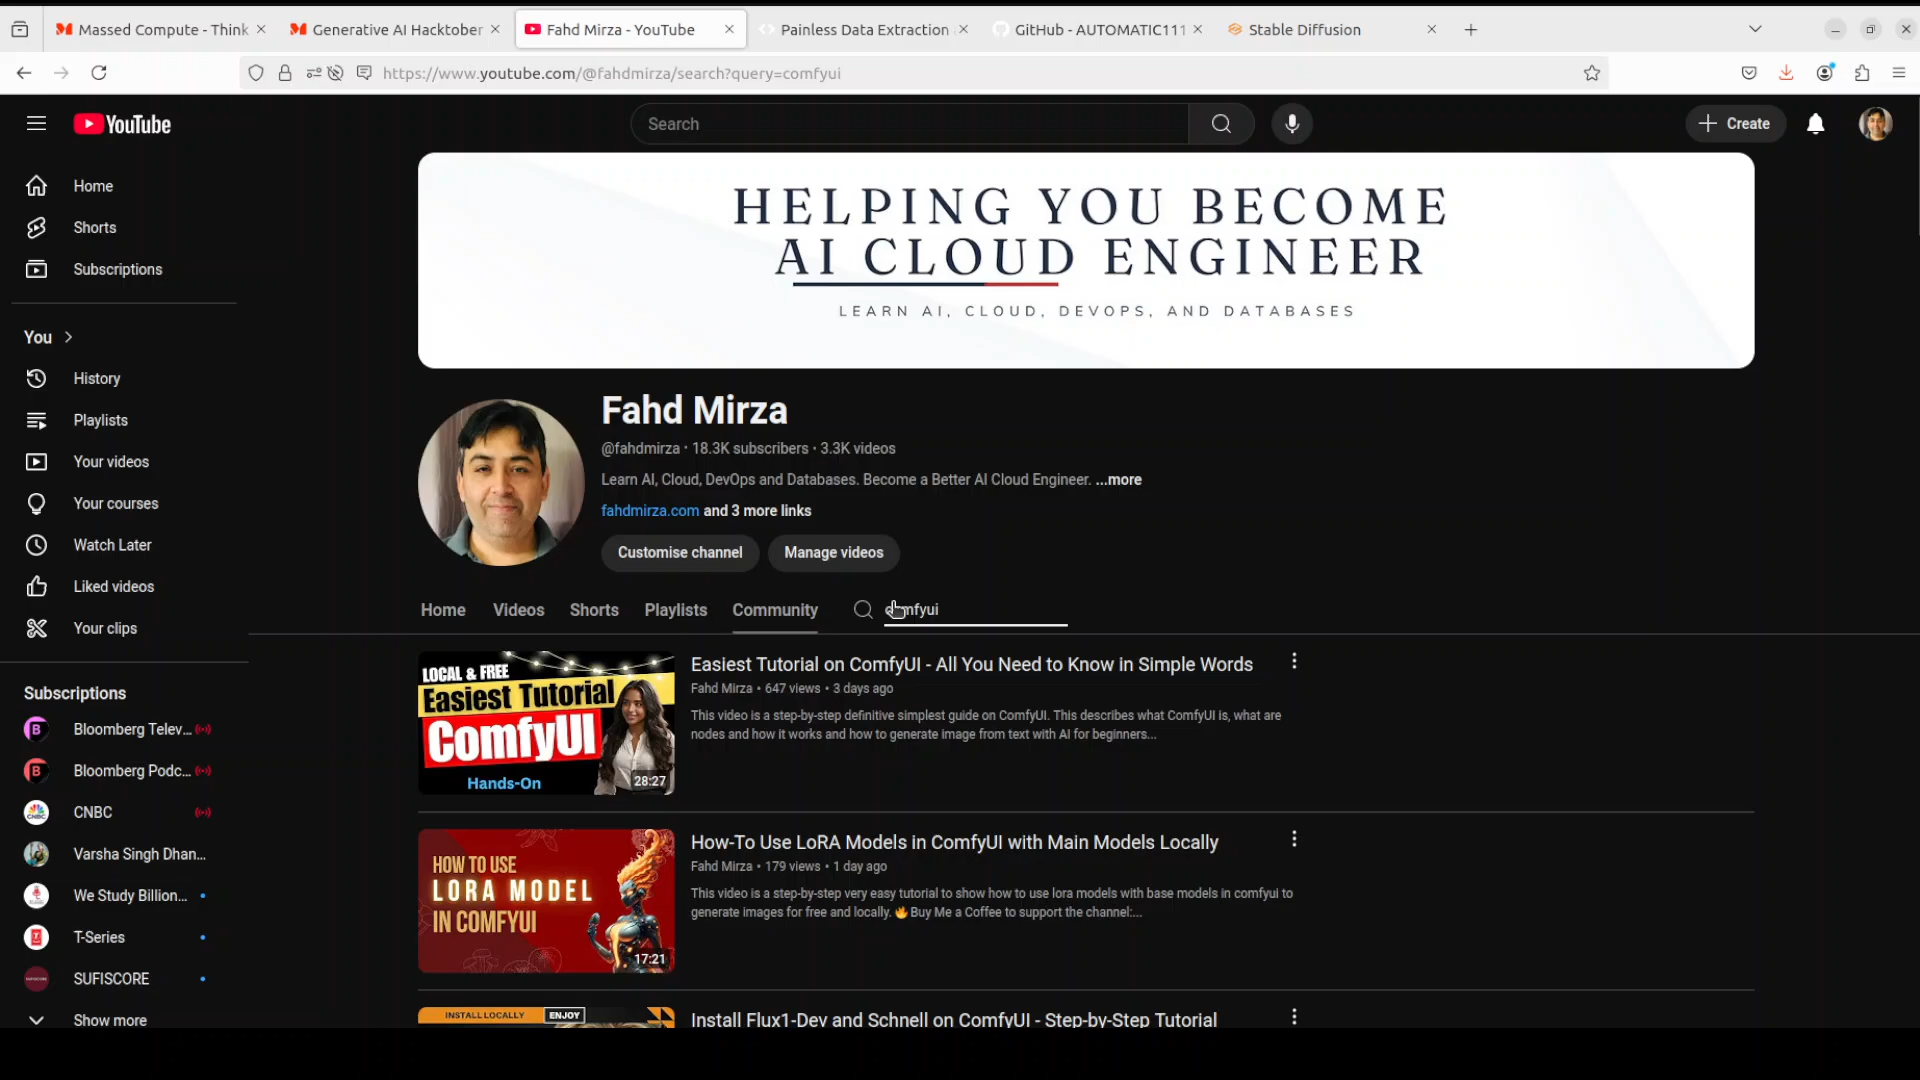 Massed Compute - Think
Generative AI Hacktober
Fahd Mirza - YouTube
Painless Data Extraction
GitHub - AUTOMATIC111
Stable Diffusion
https://www.youtube.com/@fahdmirza/search?query=comfyui
YouTube
Search
Create
Home
Shorts
Subscriptions
You
History
Playlists
Your videos
Your courses
Watch Later
Liked videos
Your clips
Subscriptions
Bloomberg Telev...
Bloomberg Podc...
CNBC
Varsha Singh Dhan...
We Study Billion...
T-Series
SUFISCORE
Show more
HELPING YOU BECOME
AI CLOUD ENGINEER
LEARN AI, CLOUD, DEVOPS, AND DATABASES
Fahd Mirza
@fahdmirza • 18.3K subscribers • 3.3K videos
Learn AI, Cloud, DevOps and Databases. Become a Better AI Cloud Engineer. ...more
fahdmirza.com and 3 more links
Customise channel
Manage videos
Home Videos Shorts Playlists Community comfyui
LOCAL & FREE
Easiest Tutorial
ComfyUI
Hands-On
28:27
Easiest Tutorial on ComfyUI - All You Need to Know in Simple Words
Fahd Mirza • 647 views • 3 days ago
This video is a step-by-step definitive simplest guide on ComfyUI. This describes what ComfyUI is, what are
nodes and how it works and how to generate image from text with AI for beginners...
HOW TO USE
LORA MODEL
IN COMFYUI
17:21
How-To Use LoRA Models in ComfyUI with Main Models Locally
Fahd Mirza • 179 views • 1 day ago
This video is a step-by-step very easy tutorial to show how to use lora models with base models in comfyui to
generate images for free and locally. 🔥Buy Me a Coffee to support the channel:...
INSTALL LOCALLY ENJOY
Install Flux1-Dev and Schnell on ComfyUI - Step-by-Step Tutorial